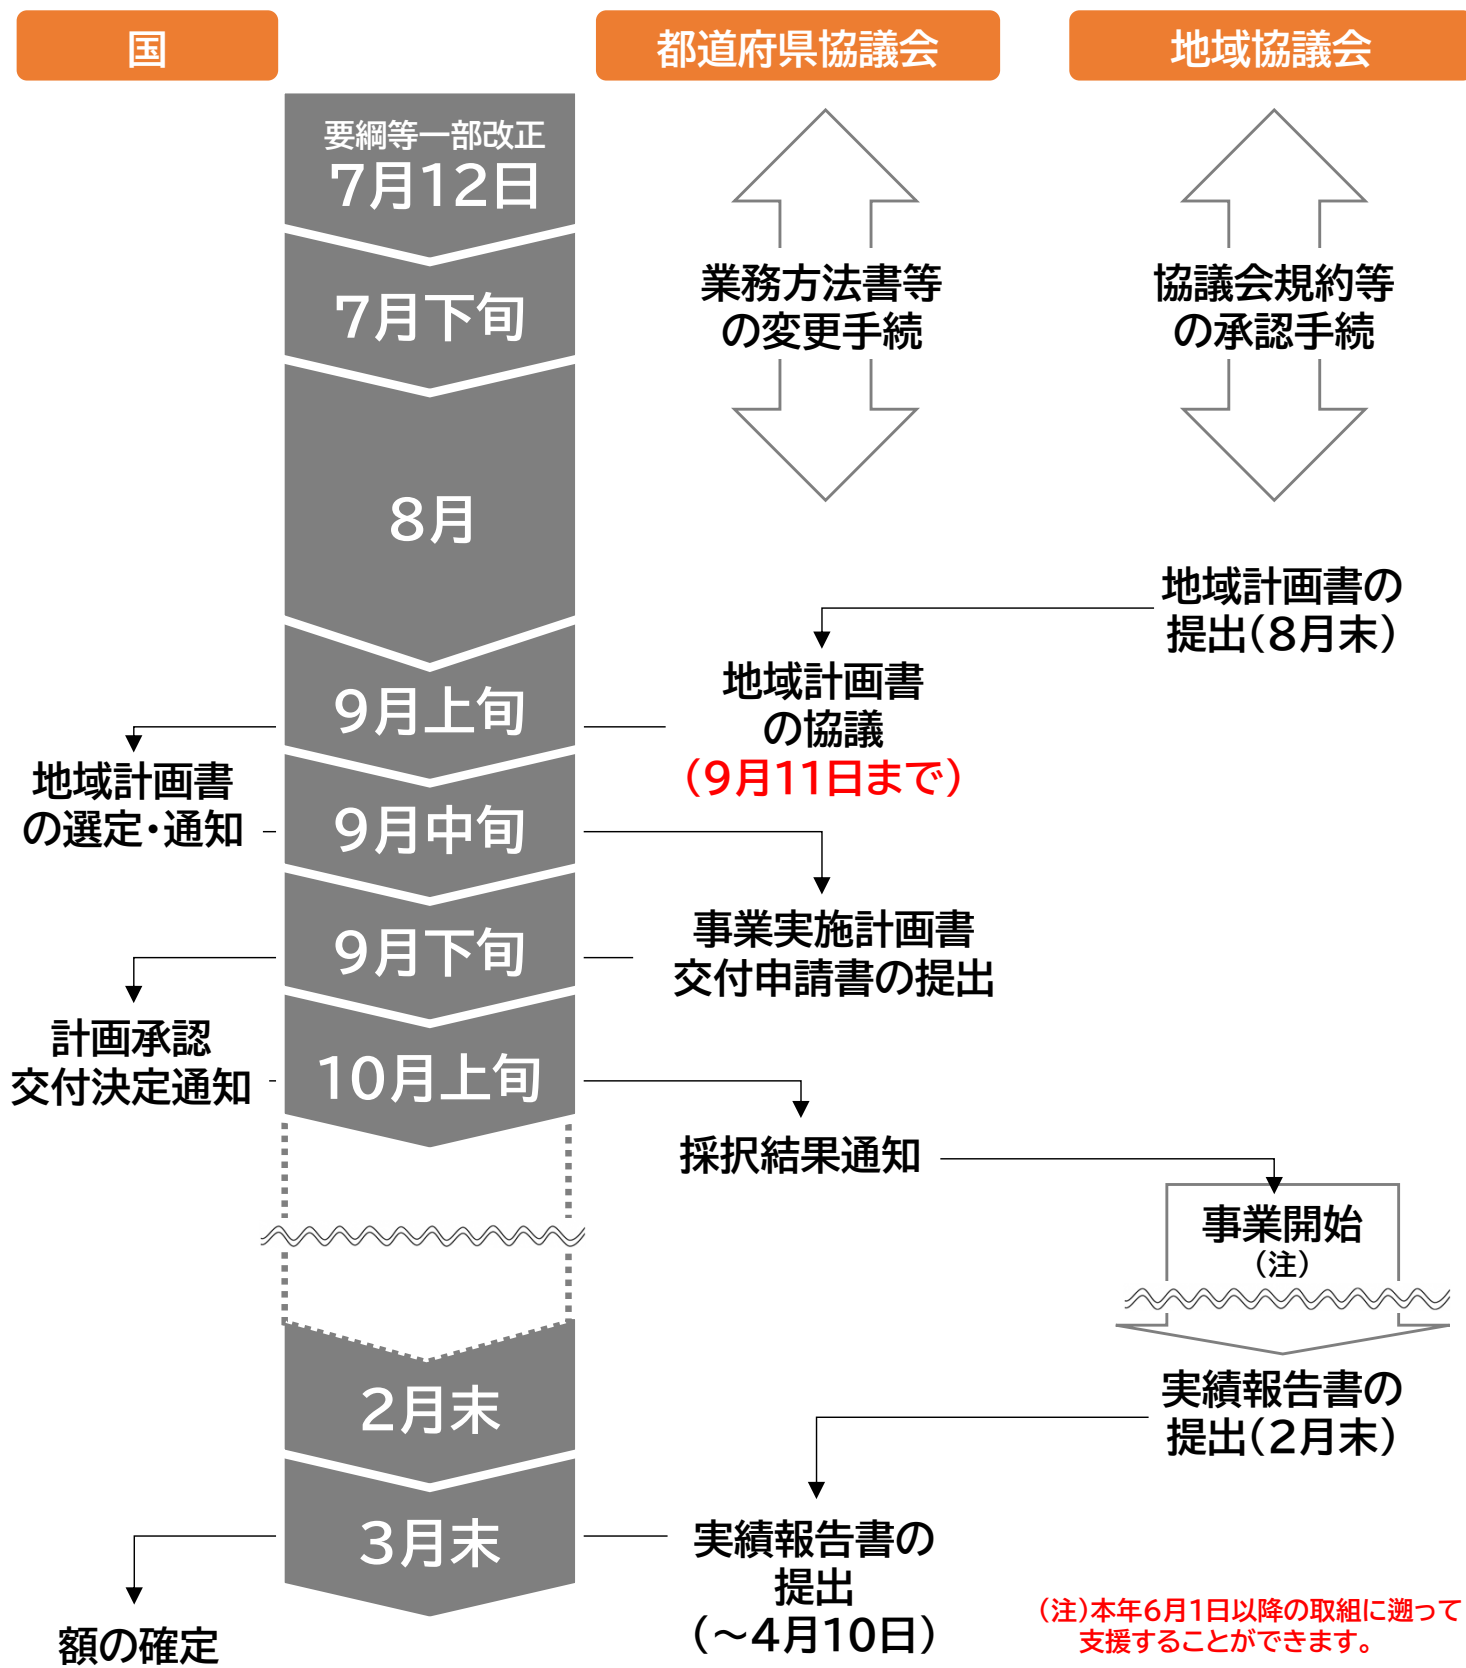 国
都道府県協議会
地域協議会
要綱等一部改正
7月12日
7月下旬
業務方法書等
の変更手続
協議会規約等
の承認手続
8月
地域計画書の
提出(8月末)
9月上旬
地域計画書
の協議
(9月11日まで)
地域計画書
の選定・通知
9月中旬
9月下旬
事業実施計画書
交付申請書の提出
計画承認
交付決定通知
10月上旬
採択結果通知
事業開始
(注)
2月末
実績報告書の
提出(2月末)
3月末
実績報告書の
提出
(～4月10日)
額の確定
(注)本年6月1日以降の取組に遡って
支援することができます。